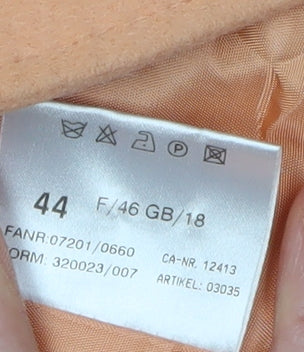 P
44 F/46 GB/18
FANR:07201/0660 CA-NR. 12413
ORM: 320023/007 ARTIKEL: 03035